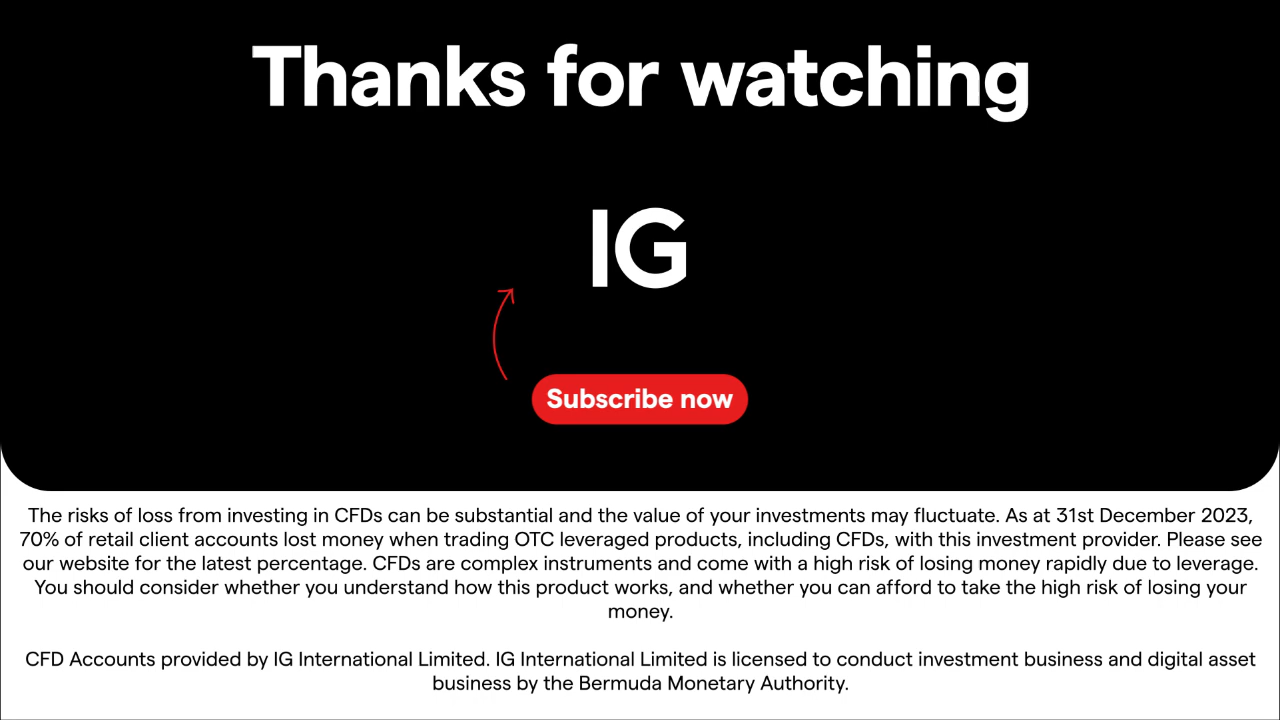 Thanks for watching
IG
Subscribe now
The risks of loss from investing in CFDs can be substantial and the value of your investments may fluctuate. As at 31st December 2023,
70% of retail client accounts lost money when trading OTC leveraged products, including CFDs, with this investment provider. Please see
our website for the latest percentage. CFDs are complex instruments and come with a high risk of losing money rapidly due to leverage.
You should consider whether you understand how this product works, and whether you can afford to take the high risk of losing your
money.
CFD Accounts provided by IG International Limited. IG International Limited is licensed to conduct investment business and digital asset
business by the Bermuda Monetary Authority.